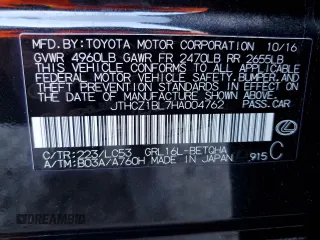 MFD. BY: TOYOTA MOTOR CORPORATION 10/16
GVWR 4960LB GAWR FR 2470LB RR 2655LB
THIS VEHICLE CONFORMS TO ALL APPLICABLE
FEDERAL MOTOR VEHICLE SAFETY, BUMPER, AND
THEFT PREVENTION STANDARDS IN EFFECT ON
THE DATE OF MANUFACTURE SHOWN ABOVE.
JTHCZ1BL7HA004762 PASS. CAR
C/TR: 223/LC53 GRL16L-BETQHA
A/TM: B03A/A760H MADE IN JAPAN 915 C